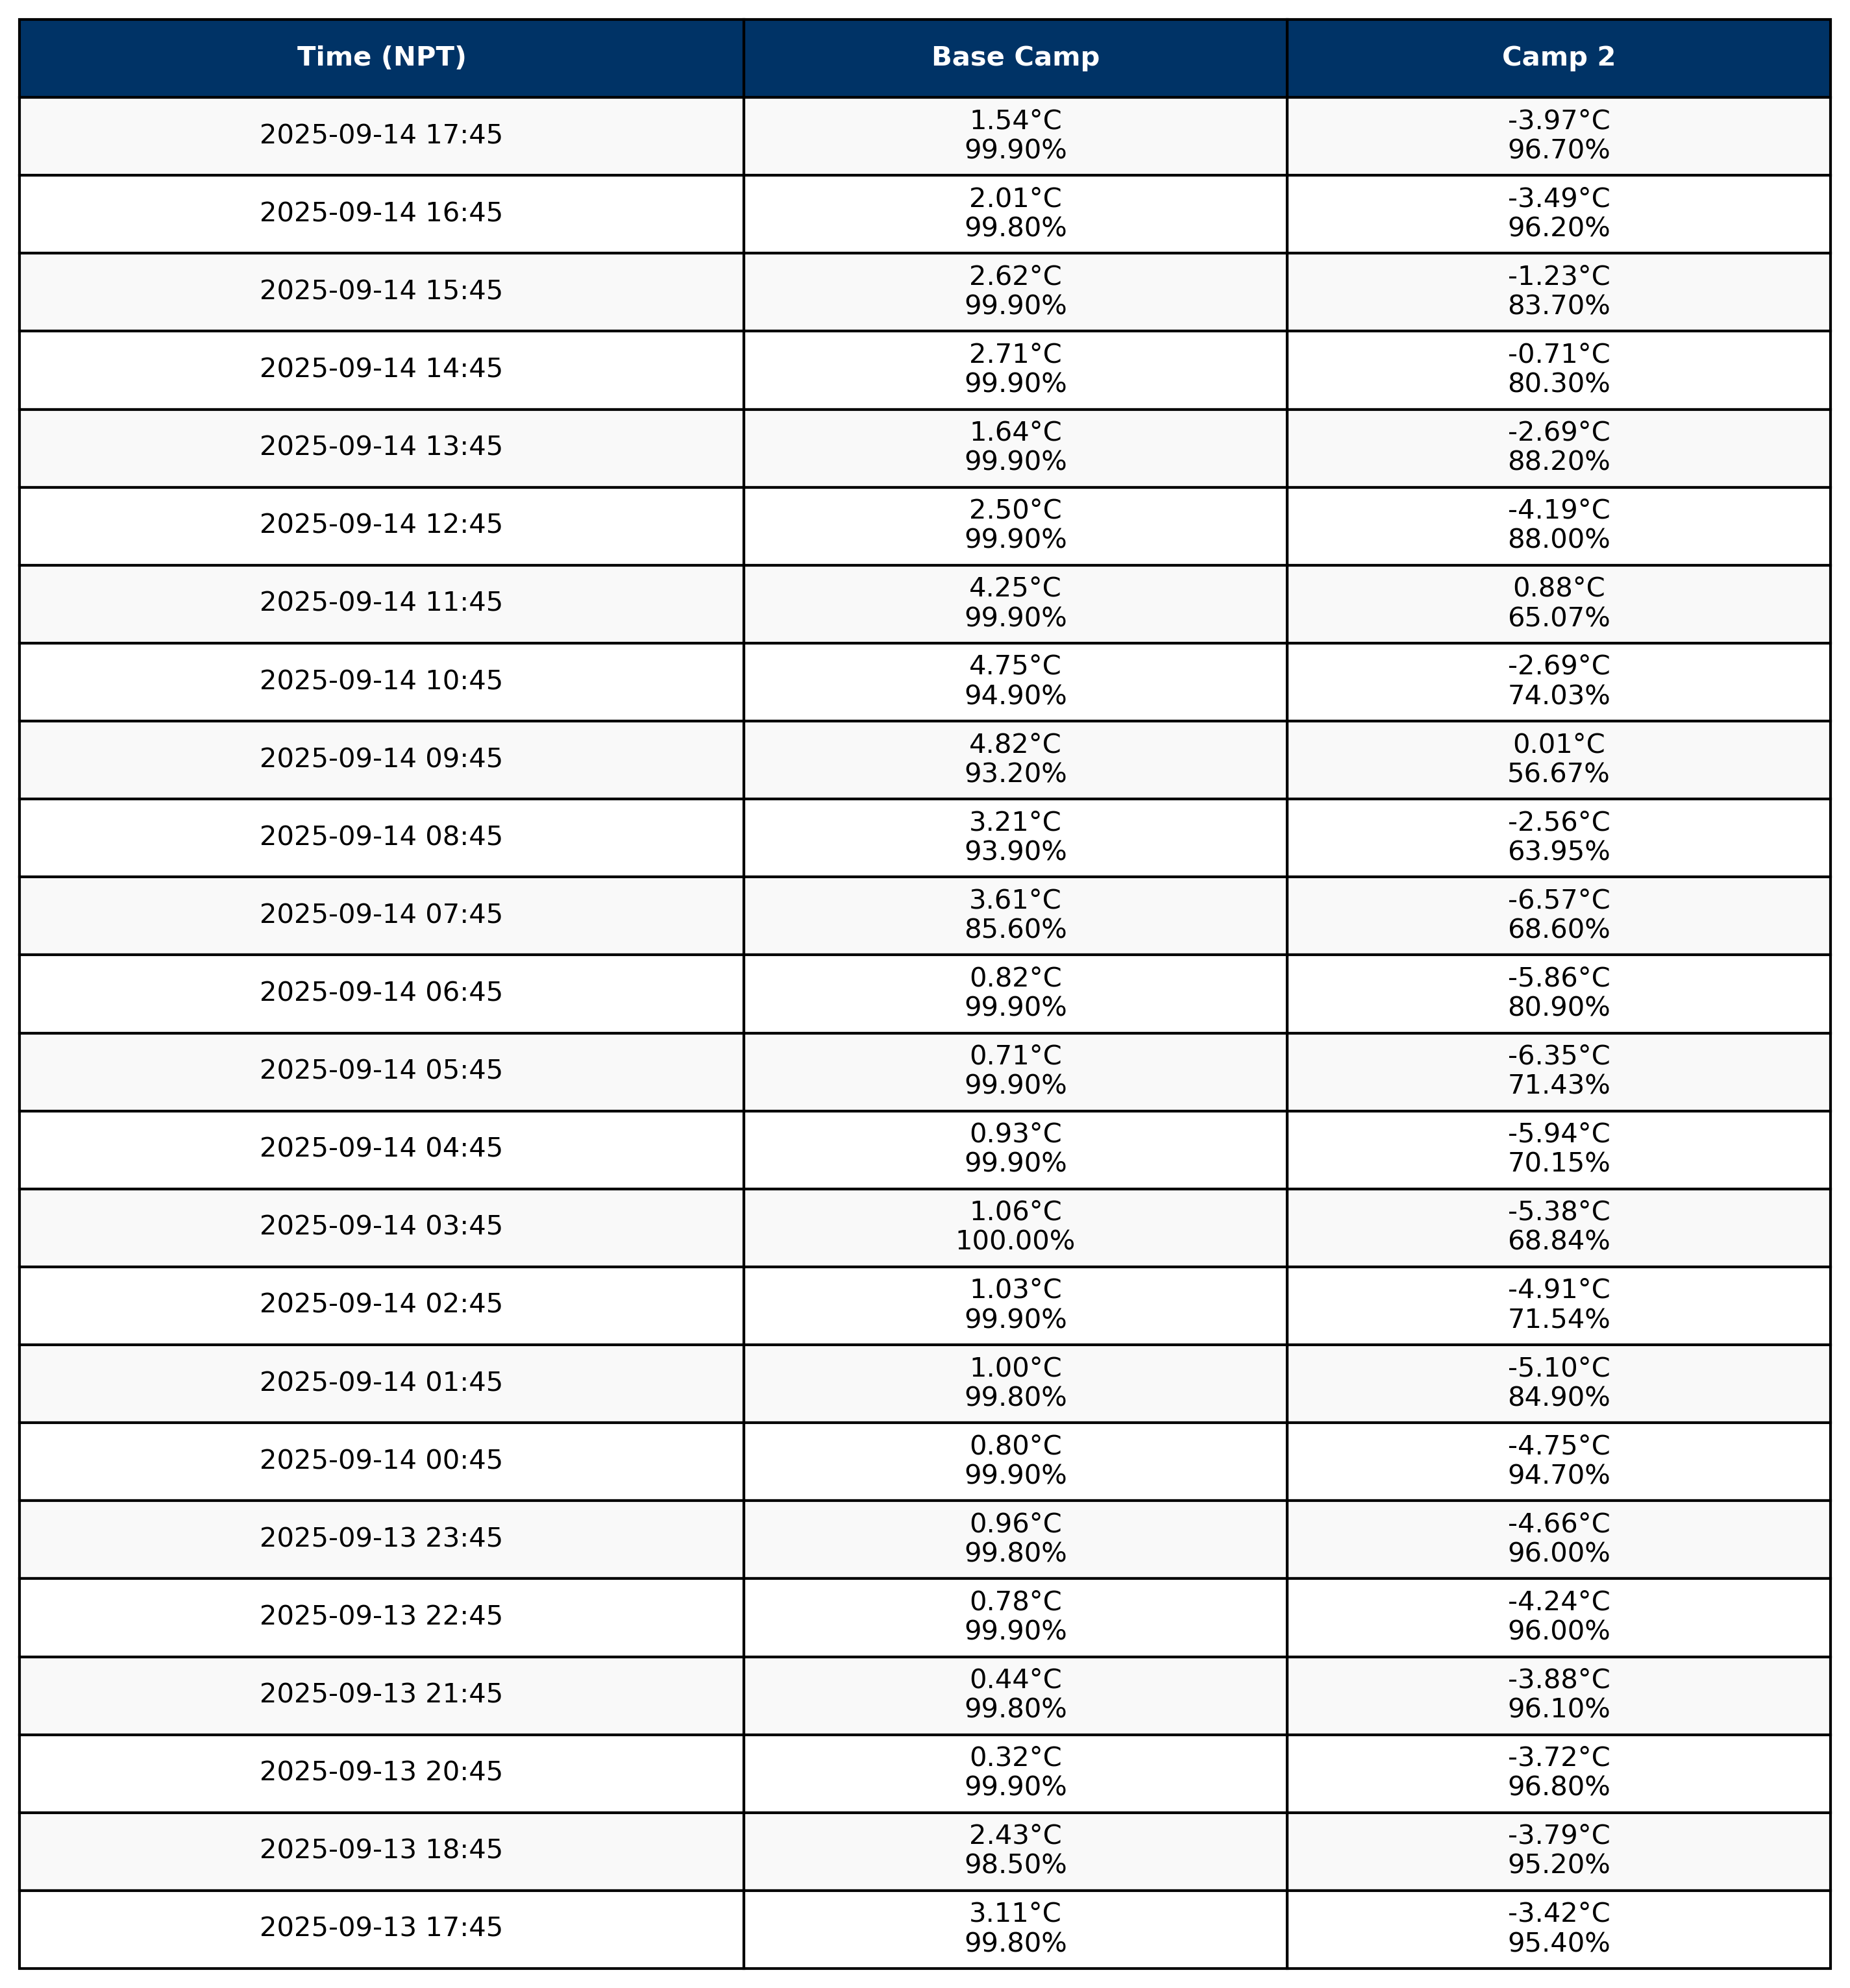 Time (NPT) Base Camp Camp 2
2025-09-14 17:45 1.54°C -3.97°C
99.90% 96.70%
2025-09-14 16:45 2.01°C -3.49°C
99.80% 96.20%
2025-09-14 15:45 2.62°C -1.23°C
99.90% 83.70%
2025-09-14 14:45 2.71°C -0.71°C
99.90% 80.30%
2025-09-14 13:45 1.64°C -2.69°C
99.90% 88.20%
2025-09-14 12:45 2.50°C -4.19°C
99.90% 88.00%
2025-09-14 11:45 4.25°C 0.88°C
99.90% 65.07%
2025-09-14 10:45 4.75°C -2.69°C
94.90% 74.03%
2025-09-14 09:45 4.82°C 0.01°C
93.20% 56.67%
2025-09-14 08:45 3.21°C -2.56°C
93.90% 63.95%
2025-09-14 07:45 3.61°C -6.57°C
85.60% 68.60%
2025-09-14 06:45 0.82°C -5.86°C
99.90% 80.90%
2025-09-14 05:45 0.71°C -6.35°C
99.90% 71.43%
2025-09-14 04:45 0.93°C -5.94°C
99.90% 70.15%
2025-09-14 03:45 1.06°C -5.38°C
100.00% 68.84%
2025-09-14 02:45 1.03°C -4.91°C
99.90% 71.54%
2025-09-14 01:45 1.00°C -5.10°C
99.80% 84.90%
2025-09-14 00:45 0.80°C -4.75°C
99.90% 94.70%
2025-09-13 23:45 0.96°C -4.66°C
99.80% 96.00%
2025-09-13 22:45 0.78°C -4.24°C
99.90% 96.00%
2025-09-13 21:45 0.44°C -3.88°C
99.80% 96.10%
2025-09-13 20:45 0.32°C -3.72°C
99.90% 96.80%
2025-09-13 18:45 2.43°C -3.79°C
98.50% 95.20%
2025-09-13 17:45 3.11°C -3.42°C
99.80% 95.40%